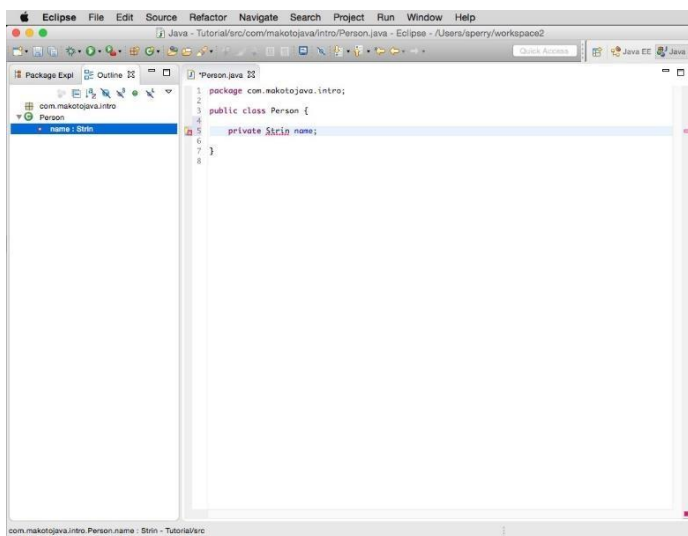 Eclipse File Edit Source Refactor Navigate Search Project Run Window Help
Java - Tutorial/src/com/makotojava/intro/Person.java - Eclipse - /Users/sperry/workspace2
Quick Access Java EE Java
Package Expl Outline
com.makotojava.intro
Person
name : Strin
*Person.java
1 package com.makotojava.intro;
2
3 public class Person {
4
5 private Strin name;
6
7 }
8
com.makotojava.intro.Person.name : Strin - Tutorial/src